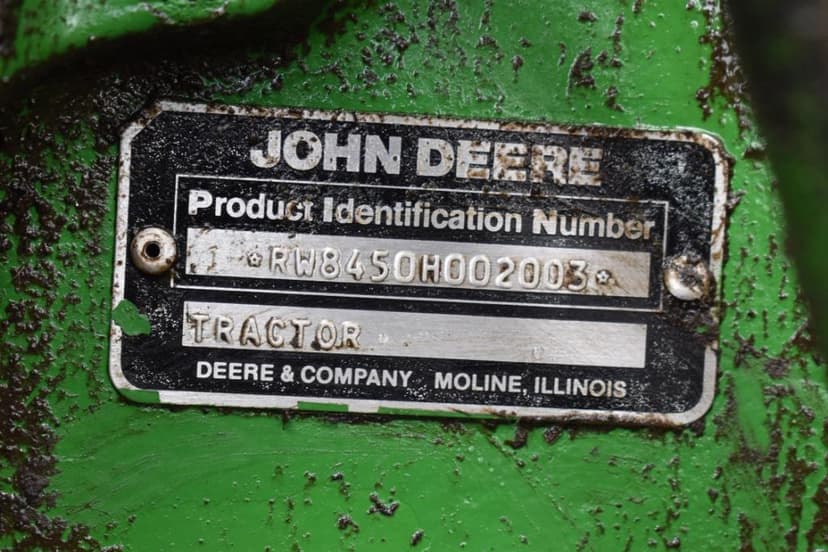 JOHN DEERE
Product Identification Number
*RW8450H002003*
TRACTOR
DEERE & COMPANY MOLINE, ILLINOIS